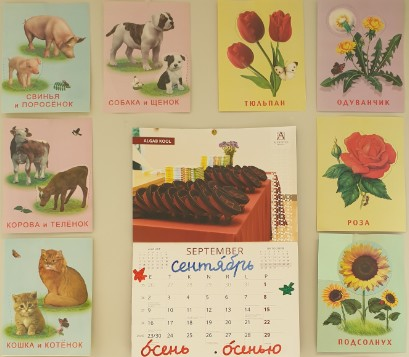 СВИНЬЯ
и ПОРОСЁНОК
СОБАКА и ЩЕНОК
ТЮЛЬПАН
ОДУВАНЧИК
КОРОВА и ТЕЛЁНОК
ALGAB KOOL
РОЗА
SEPTEMBER
сентябрь
КОШКА и КОТЁНОК
ПОДСОЛНУХ
2 3 4 5 6 7 8
9 10 11 12 13 14 15
16 17 18 19 20 21 22
23/30 24 25 26 27 28 29
осень . осенью